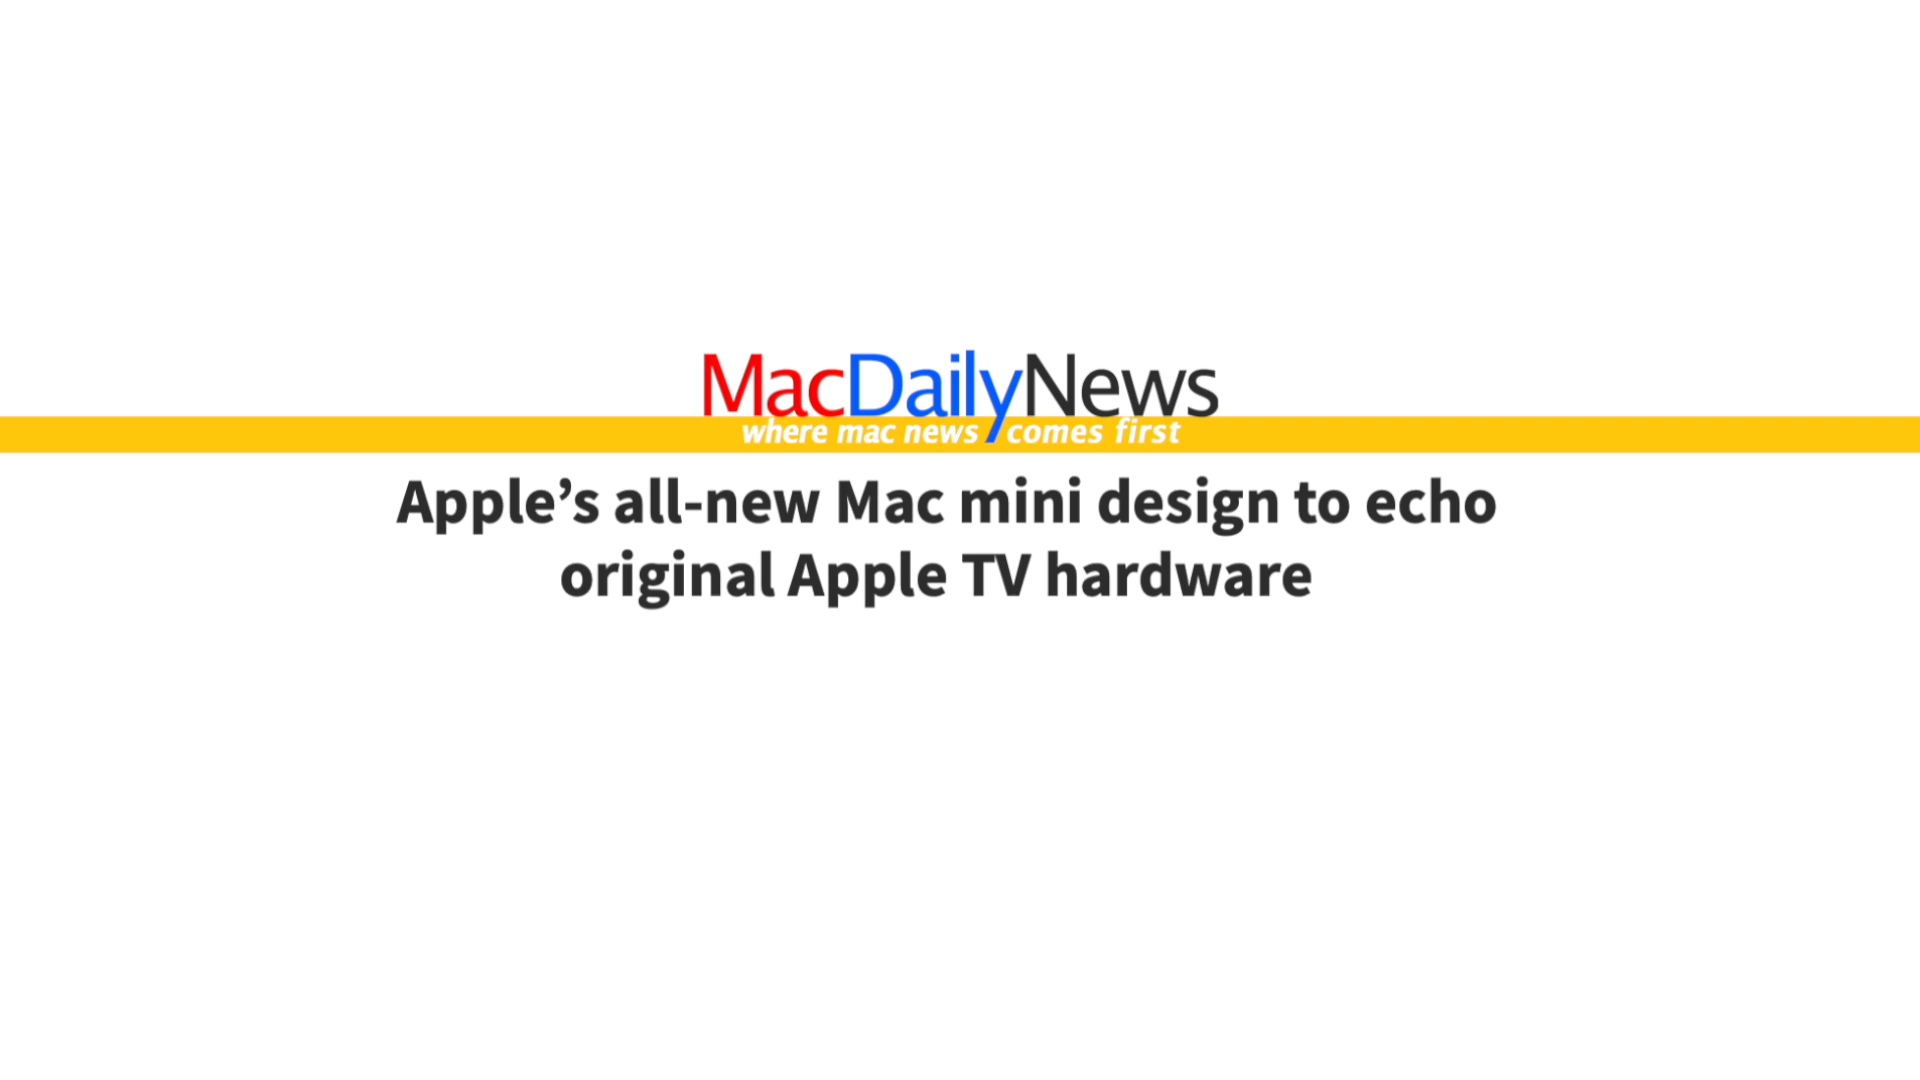 MacDailyNews
where mac news comes first
Apple’s all-new Mac mini design to echo
original Apple TV hardware